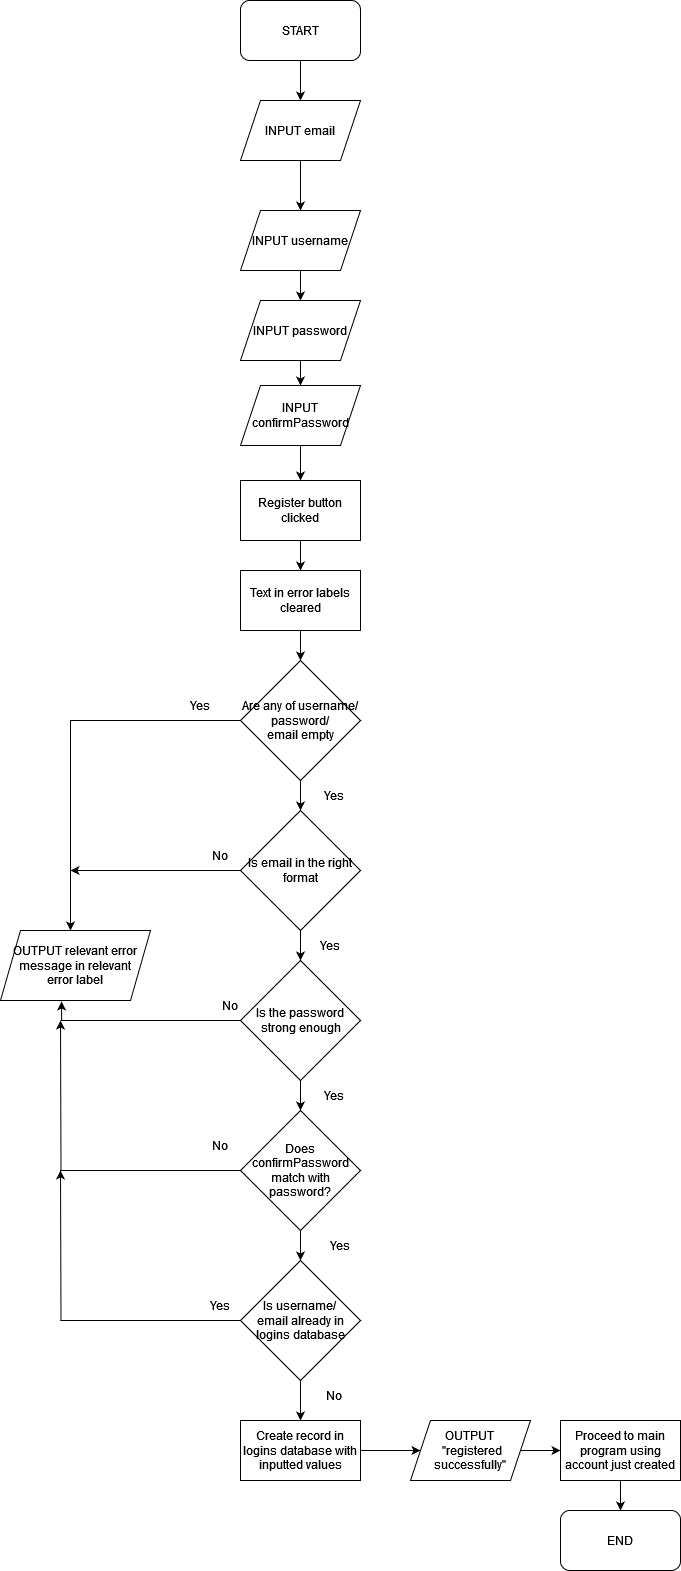 START
INPUT email
INPUT username
INPUT password
INPUT
confirmPassword
Register button
clicked
Text in error labels
cleared
Are any of username/
password/
email empty
Yes
Yes
Is email in the right
format
No
Yes
OUTPUT relevant error
message in relevant
error label
Is the password
strong enough
No
Yes
Does
confirmPassword
match with
password?
No
Yes
Is username/
email already in
logins database
Yes
No
Create record in
logins database with
inputted values
OUTPUT
"registered
successfully"
Proceed to main
program using
account just created
END